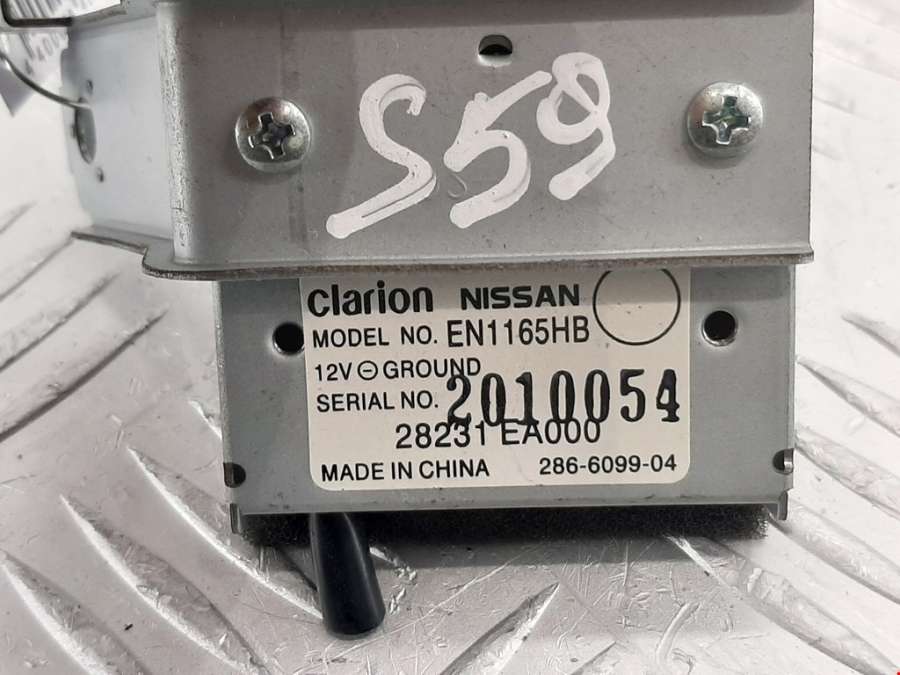 S59
clarion NISSAN
MODEL NO. EN1165HB
12V ⊖ GROUND
SERIAL NO. 2010054
28231 EA000
MADE IN CHINA 286-6099-04